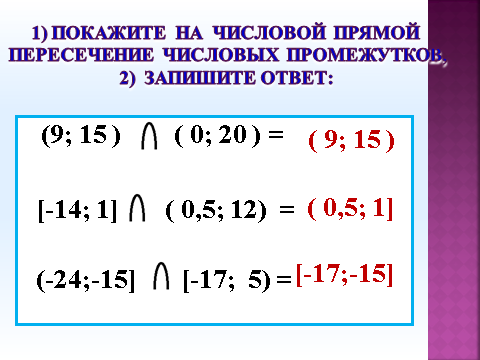 1) ПОКАЖИТЕ НА ЧИСЛОВОЙ ПРЯМОЙ
ПЕРЕСЕЧЕНИЕ ЧИСЛОВЫХ ПРОМЕЖУТКОВ,
2) ЗАПИШИТЕ ОТВЕТ:
(9; 15 ) ⋂ ( 0; 20 ) = ( 9; 15 )
[-14; 1] ⋂ ( 0,5; 12) = ( 0,5; 1]
(-24;-15] ⋂ [-17; 5) = [-17;-15]